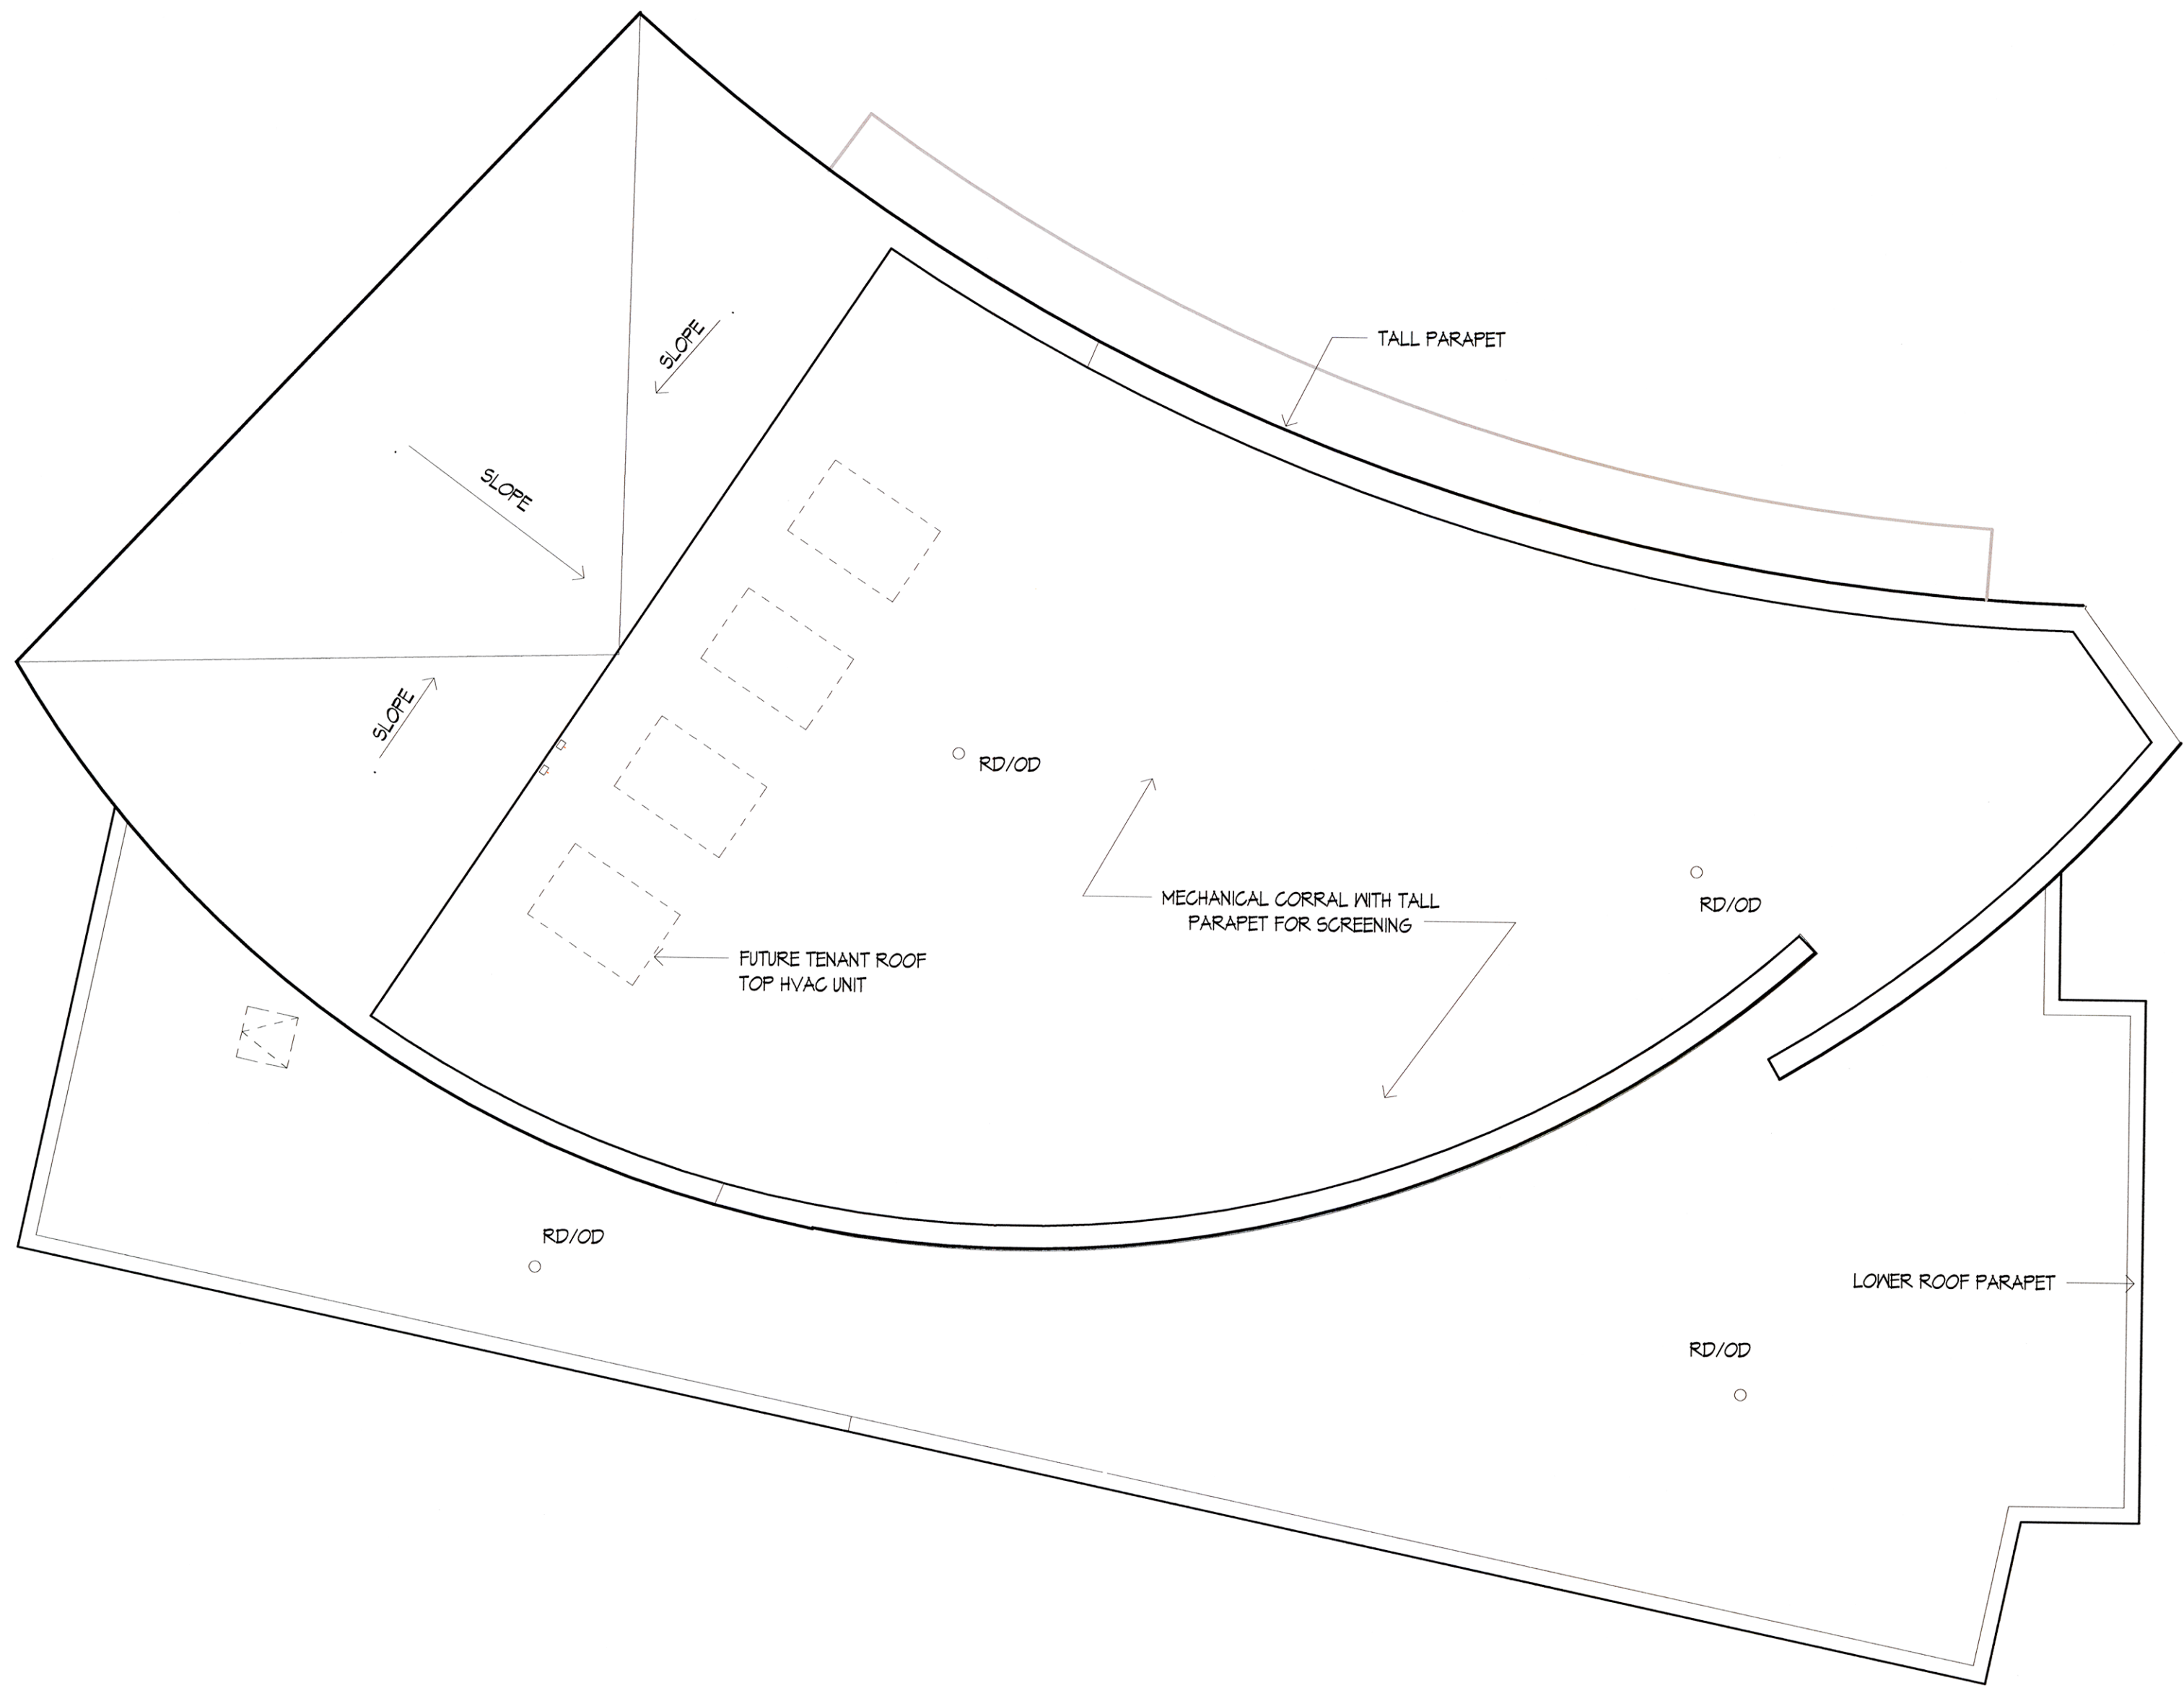 TALL PARAPET
SLOPE
SLOPE
SLOPE
RD/OD
MECHANICAL CORRAL WITH TALL
PARAPET FOR SCREENING
RD/OD
FUTURE TENANT ROOF
TOP HVAC UNIT
RD/OD
LOWER ROOF PARAPET
RD/OD